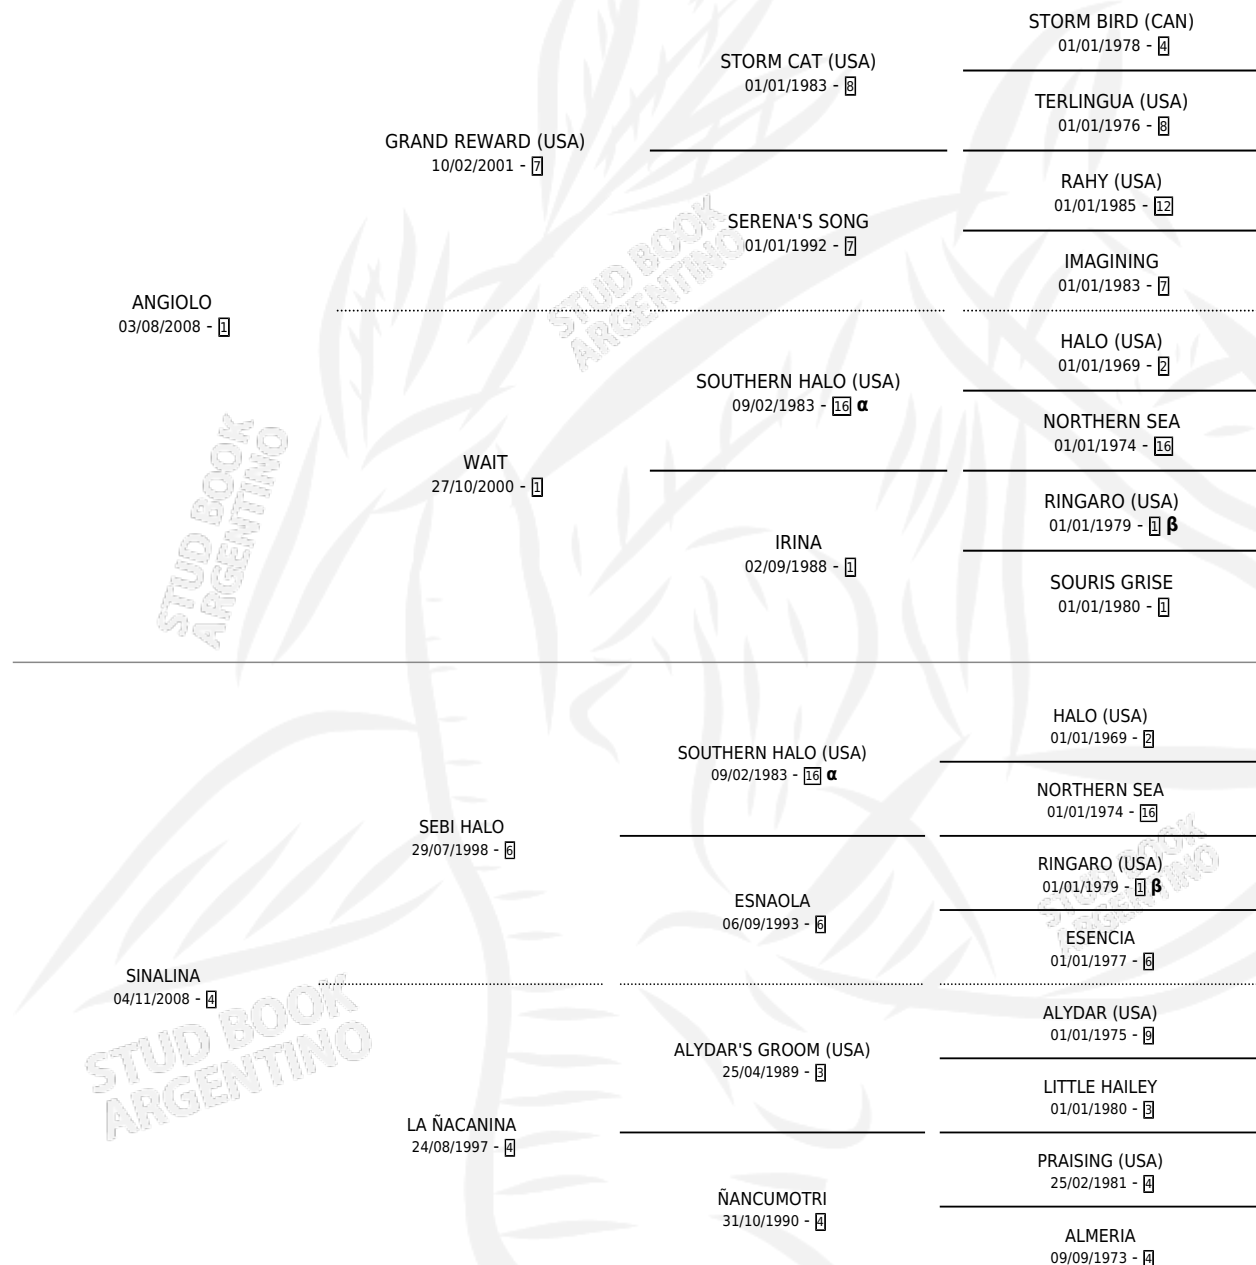 STORM BIRD (CAN)
01/01/1978 - 4
STORM CAT (USA)
01/01/1983 - 8
TERLINGUA (USA)
01/01/1976 - 8
GRAND REWARD (USA)
10/02/2001 - 7
RAHY (USA)
01/01/1985 - 12
SERENA'S SONG
01/01/1992 - 7
IMAGINING
01/01/1983 - 7
ANGIOLO
03/08/2008 - 1
HALO (USA)
01/01/1969 - 2
SOUTHERN HALO (USA)
09/02/1983 - 16 α
NORTHERN SEA
01/01/1974 - 16
WAIT
27/10/2000 - 1
RINGARO (USA)
01/01/1979 - 1 β
IRINA
02/09/1988 - 1
SOURIS GRISE
01/01/1980 - 1
STUD BOOK
ARGENTINO
STUD BOOK
ARGENTINO
HALO (USA)
01/01/1969 - 2
SOUTHERN HALO (USA)
09/02/1983 - 16 α
NORTHERN SEA
01/01/1974 - 16
SEBI HALO
29/07/1998 - 6
RINGARO (USA)
01/01/1979 - 1 β
ESNAOLA
06/09/1993 - 6
ESENCIA
01/01/1977 - 6
SINALINA
04/11/2008 - 4
ALYDAR (USA)
01/01/1975 - 9
ALYDAR'S GROOM (USA)
25/04/1989 - 3
LITTLE HAILEY
01/01/1980 - 3
LA ÑACANINA
24/08/1997 - 4
PRAISING (USA)
25/02/1981 - 4
ÑANCUMOTRI
31/10/1990 - 4
ALMERIA
09/09/1973 - 4
STUD BOOK
ARGENTINO
STUD BOOK
ARGENTINO